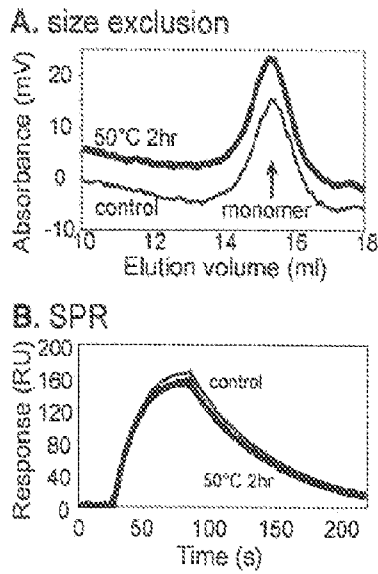 A. size exclusion
Absorbance (mV)
20
10
0
-10
50°C 2hr
control
monomer
10 12 14 16 18
Elution volume (ml)
B. SPR
Response (RU)
200
160
120
80
40
0
control
50°C 2hr
0 50 100 150 200
Time (s)